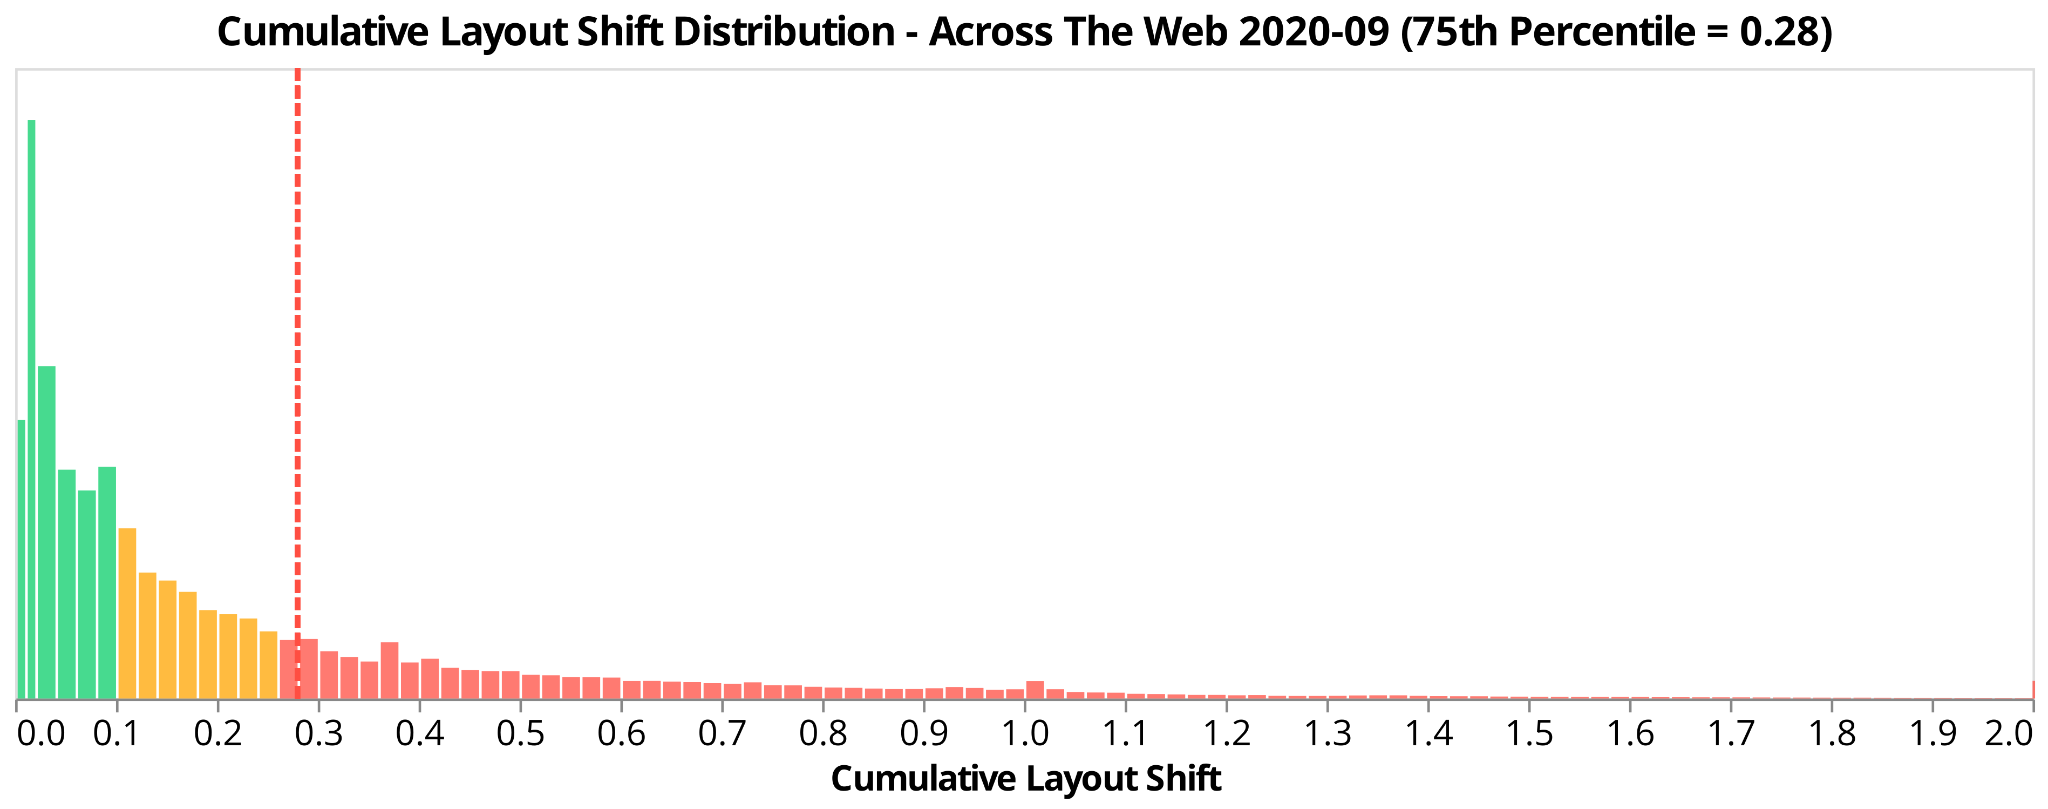 Cumulative Layout Shift Distribution - Across The Web 2020-09 (75th Percentile = 0.28)
0.0 0.1 0.2 0.3 0.4 0.5 0.6 0.7 0.8 0.9 1.0 1.1 1.2 1.3 1.4 1.5 1.6 1.7 1.8 1.9 2.0
Cumulative Layout Shift